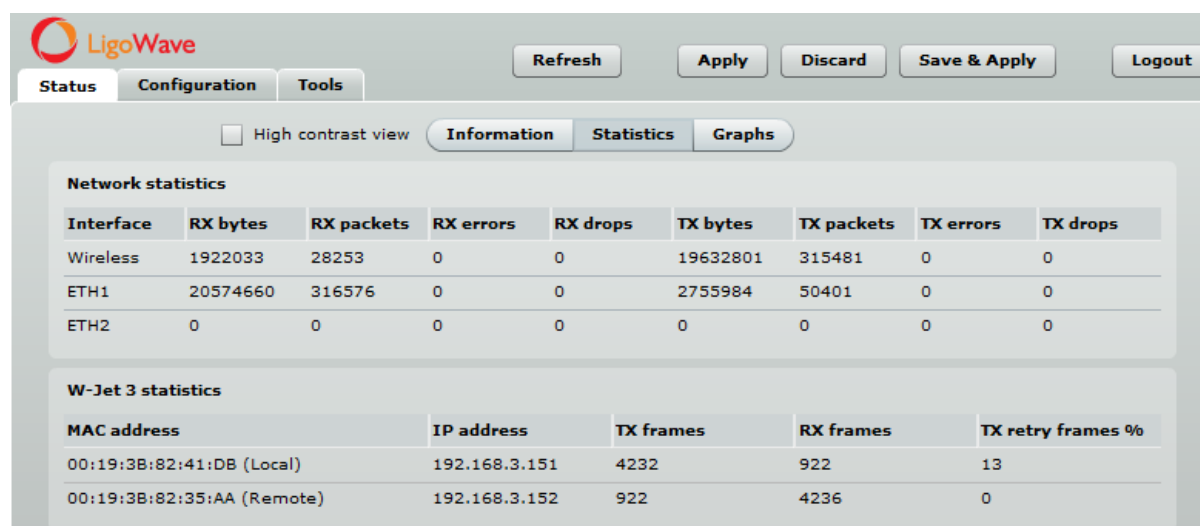 LigoWave
Refresh Apply Discard Save & Apply Logout
Status Configuration Tools
High contrast view Information Statistics Graphs
Network statistics
Interface RX bytes RX packets RX errors RX drops TX bytes TX packets TX errors TX drops
Wireless 1922033 28253 0 0 19632801 315481 0 0
ETH1 20574660 316576 0 0 2755984 50401 0 0
ETH2 0 0 0 0 0 0 0 0
W-Jet 3 statistics
MAC address IP address TX frames RX frames TX retry frames %
00:19:3B:82:41:DB (Local) 192.168.3.151 4232 922 13
00:19:3B:82:35:AA (Remote) 192.168.3.152 922 4236 0